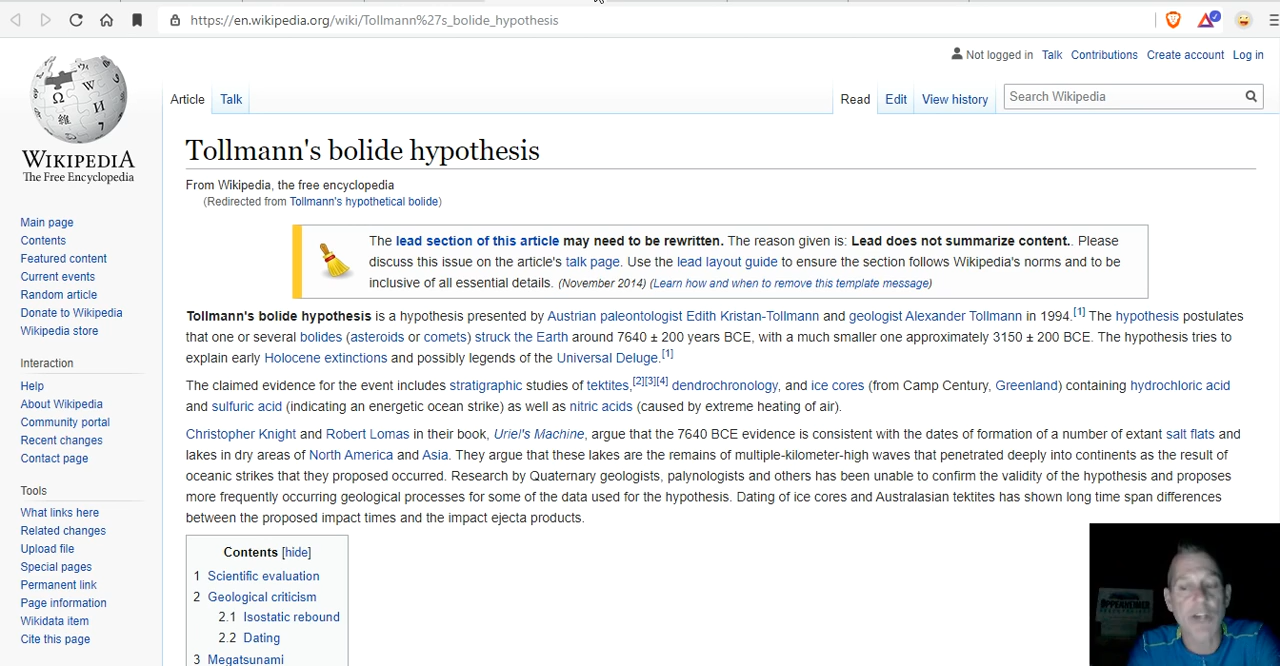 https://en.wikipedia.org/wiki/Tollmann%27s_bolide_hypothesis
Not logged in Talk Contributions Create account Log in
Article Talk Read Edit View history Search Wikipedia
WIKIPEDIA
The Free Encyclopedia
Main page
Contents
Featured content
Current events
Random article
Donate to Wikipedia
Wikipedia store
Interaction
Help
About Wikipedia
Community portal
Recent changes
Contact page
Tools
What links here
Related changes
Upload file
Special pages
Permanent link
Page information
Wikidata item
Cite this page
Tollmann's bolide hypothesis
From Wikipedia, the free encyclopedia
(Redirected from Tollmann's hypothetical bolide)
The lead section of this article may need to be rewritten. The reason given is: Lead does not summarize content.. Please
discuss this issue on the article's talk page. Use the lead layout guide to ensure the section follows Wikipedia's norms and to
be inclusive of all essential details. (November 2014) (Learn how and when to remove this template message)
Tollmann's bolide hypothesis is a hypothesis presented by Austrian paleontologist Edith Kristan-Tollmann and geologist Alexander Tollmann in 1994.[1] The hypothesis postulates
that one or several bolides (asteroids or comets) struck the Earth around 7640 ± 200 years BCE, with a much smaller one approximately 3150 ± 200 BCE. The hypothesis tries to
explain early Holocene extinctions and possibly legends of the Universal Deluge.[1]
The claimed evidence for the event includes stratigraphic studies of tektites,[2][3][4] dendrochronology, and ice cores (from Camp Century, Greenland) containing hydrochloric acid
and sulfuric acid (indicating an energetic ocean strike) as well as nitric acids (caused by extreme heating of air).
Christopher Knight and Robert Lomas in their book, Uriel's Machine, argue that the 7640 BCE evidence is consistent with the dates of formation of a number of extant salt flats and
lakes in dry areas of North America and Asia. They argue that these lakes are the remains of multiple-kilometer-high waves that penetrated deeply into continents as the result of
oceanic strikes that they proposed occurred. Research by Quaternary geologists, palynologists and others has been unable to confirm the validity of the hypothesis and proposes
more frequently occurring geological processes for some of the data used for the hypothesis. Dating of ice cores and Australasian tektites has shown long time span differences
between the proposed impact times and the impact ejecta products.
Contents [hide]
1 Scientific evaluation
2 Geological criticism
2.1 Isostatic rebound
2.2 Dating
3 Megatsunami
OPPENHEIMER